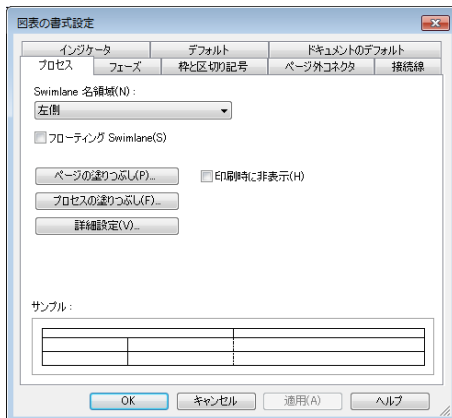 図表の書式設定
インジケータ デフォルト ドキュメントのデフォルト
プロセス フェーズ 枠と区切り記号 ページ外コネクタ 接続線
Swimlane 名領域(N) :
左側
フローティング Swimlane(S)
ページの塗りつぶし(P)... 印刷時に非表示(H)
プロセスの塗りつぶし(F)...
詳細設定(V)...
サンプル :
OK キャンセル 適用(A) ヘルプ